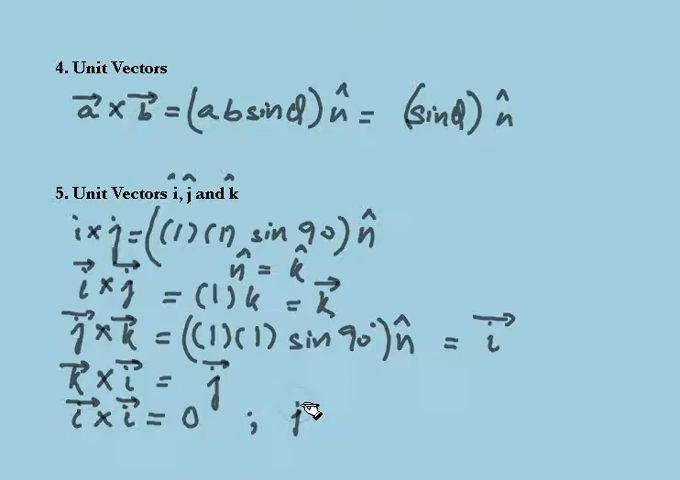 4. Unit Vectors
a⃗ × b⃗ = (ab sinθ) n̂ = (sinθ) n̂
5. Unit Vectors î, ĵ and k̂
i × j = ((1)(1) sin 90) n̂
n̂ = k̂
i⃗ × j⃗ = (1) k = k⃗
j⃗ × k⃗ = ((1)(1) sin 90°) n̂ = i⃗
k⃗ × i⃗ = j⃗
i⃗ × i⃗ = 0 ; j